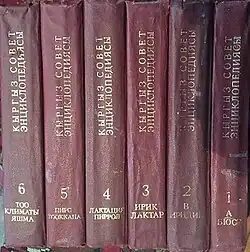 КЫРГЫЗ СОВЕТ
ЭНЦИКЛОПЕДИЯСЫ
6
ТОО
КЛИМАТЫ
ЯШМА
КЫРГЫЗ СОВЕТ
ЭНЦИКЛОПЕДИЯСЫ
5
ПИРС
ТООККАНА
КЫРГЫЗ СОВЕТ
ЭНЦИКЛОПЕДИЯСЫ
4
ЛАКТАЦИЯ
ПИРРОЛ
КЫРГЫЗ СОВЕТ
ЭНЦИКЛОПЕДИЯСЫ
3
ИРИК
ЛАКТАР
КЫРГЫЗ СОВЕТ
ЭНЦИКЛОПЕДИЯСЫ
2
В
КЫРГЫЗ СОВЕТ
ЭНЦИКЛОПЕДИЯСЫ
1
А